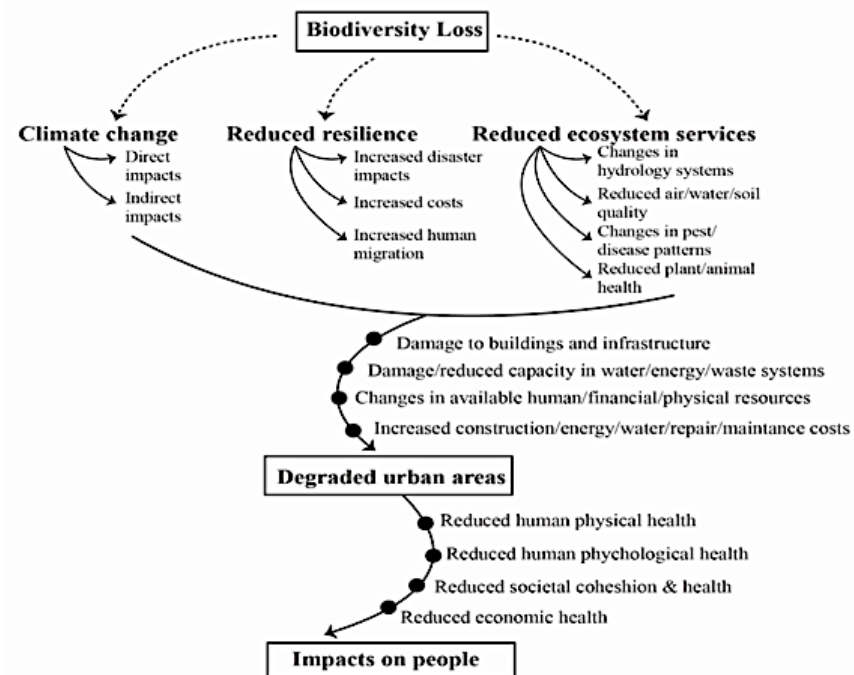 Biodiversity Loss
Climate change
Direct
impacts
Indirect
impacts
Reduced resilience
Increased disaster
impacts
Increased costs
Increased human
migration
Reduced ecosystem services
Changes in
hydrology systems
Reduced air/water/soil
quality
Changes in pest/
disease patterns
Reduced plant/animal
health
Damage to buildings and infrastructure
Damage/reduced capacity in water/energy/waste systems
Changes in available human/financial/physical resources
Increased construction/energy/water/repair/maintance costs
Degraded urban areas
Reduced human physical health
Reduced human phychological health
Reduced societal coheshion & health
Reduced economic health
Impacts on people